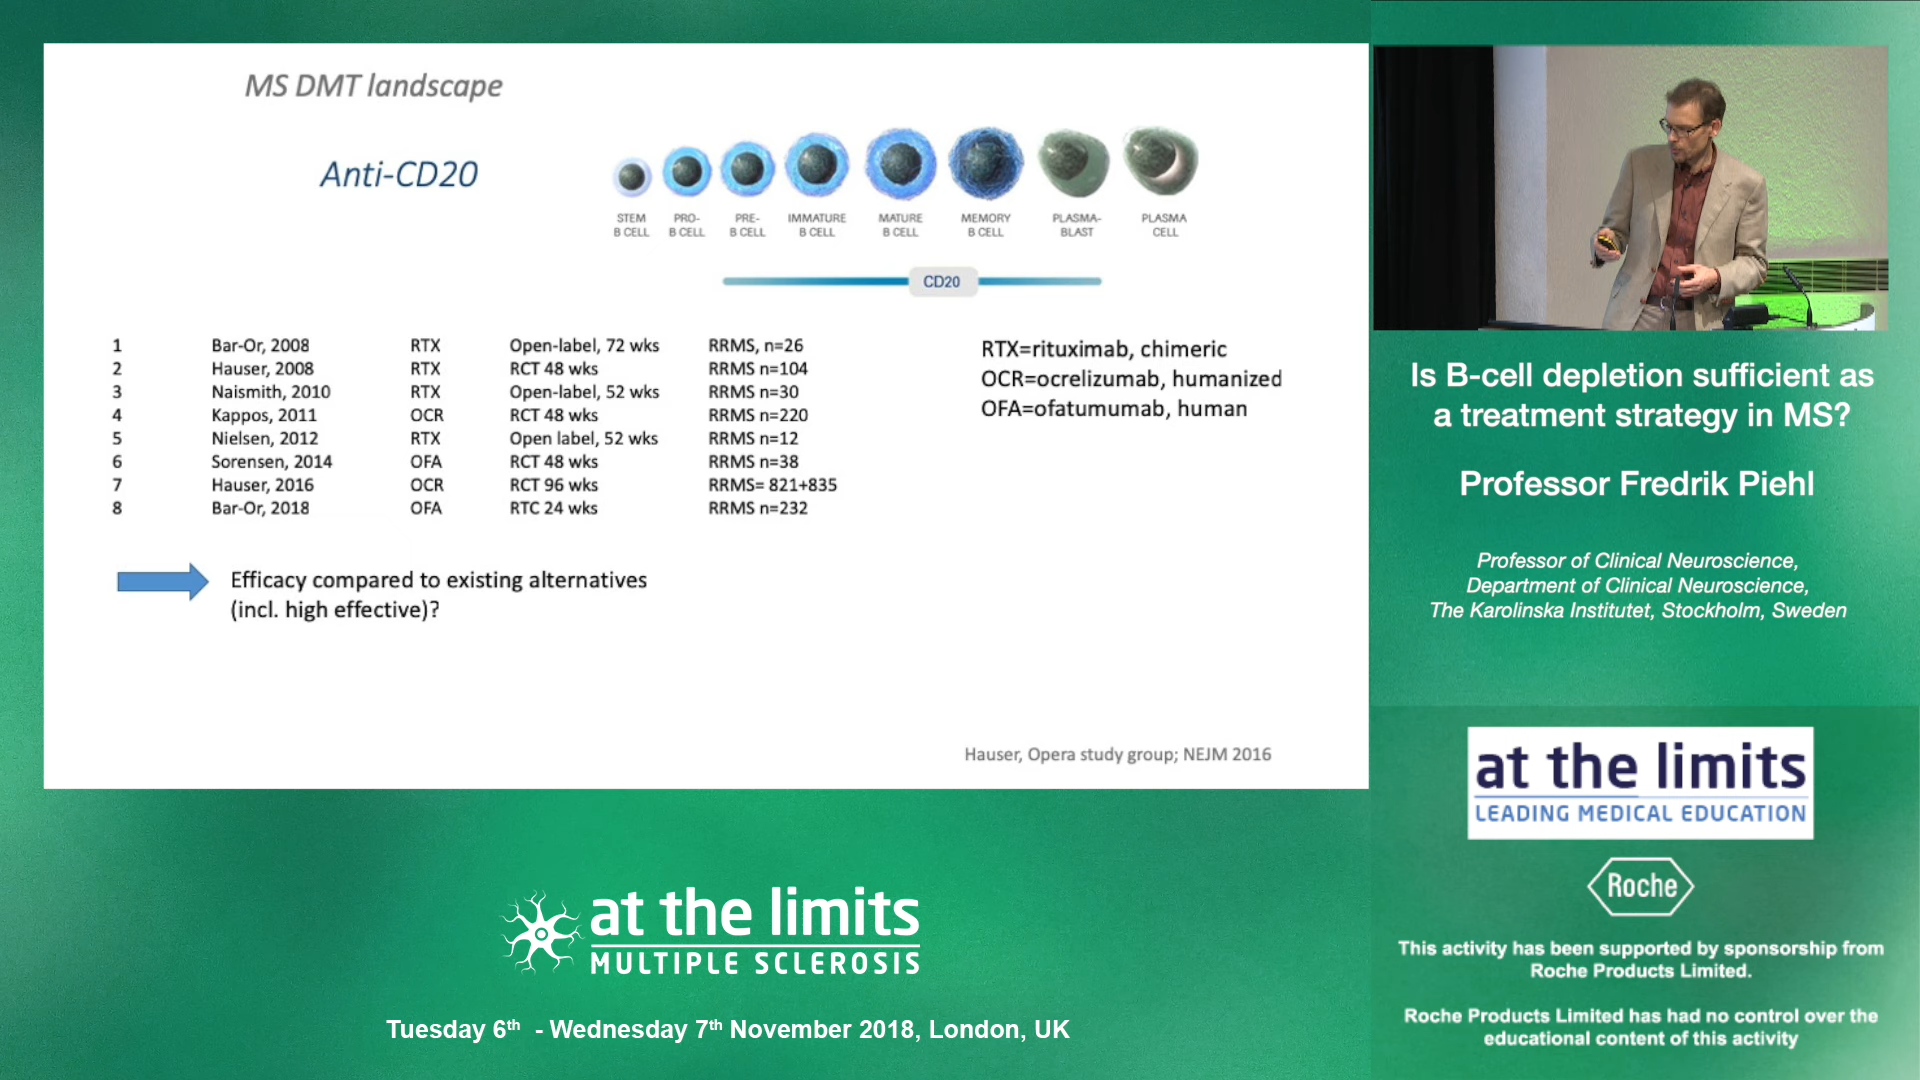 MS DMT landscape
Anti-CD20
STEM B CELL
PRO- B CELL
PRE- B CELL
IMMATURE B CELL
MATURE B CELL
MEMORY B CELL
PLASMA- BLAST
PLASMA CELL
CD20
1 Bar-Or, 2008 RTX Open-label, 72 wks RRMS, n=26
2 Hauser, 2008 RTX RCT 48 wks RRMS n=104
3 Naismith, 2010 RTX Open-label, 52 wks RRMS n=30
4 Kappos, 2011 OCR RCT 48 wks RRMS n=220
5 Nielsen, 2012 RTX Open label, 52 wks RRMS n=12
6 Sorensen, 2014 OFA RCT 48 wks RRMS n=38
7 Hauser, 2016 OCR RCT 96 wks RRMS= 821+835
8 Bar-Or, 2018 OFA RTC 24 wks RRMS n=232
RTX=rituximab, chimeric
OCR=ocrelizumab, humanized
OFA=ofatumumab, human
Efficacy compared to existing alternatives
(incl. high effective)?
Hauser, Opera study group; NEJM 2016
Is B-cell depletion sufficient as
a treatment strategy in MS?
Professor Fredrik Piehl
Professor of Clinical Neuroscience,
Department of Clinical Neuroscience,
The Karolinska Institutet, Stockholm, Sweden
at the limits
LEADING MEDICAL EDUCATION
Roche
This activity has been supported by sponsorship from
Roche Products Limited.
Roche Products Limited has had no control over the
educational content of this activity
at the limits
MULTIPLE SCLEROSIS
Tuesday 6th - Wednesday 7th November 2018, London, UK